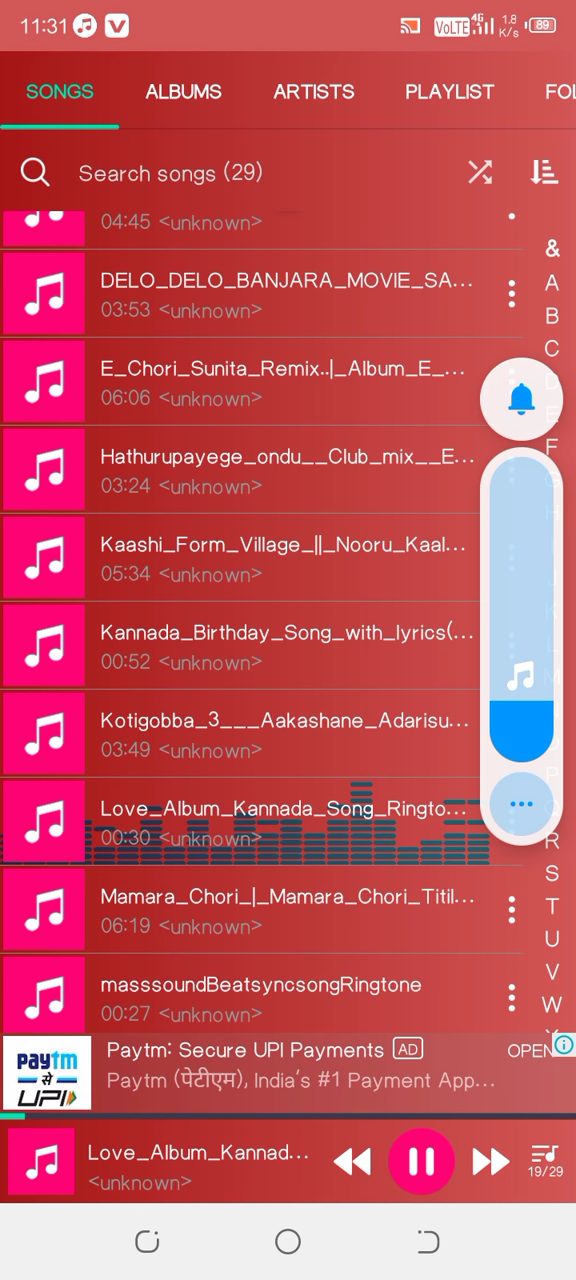 11:31
VoLTE 4G 1.8 K/s 89
SONGS ALBUMS ARTISTS PLAYLIST FOL
Search songs (29)
04:45 <unknown>
DELO_DELO_BANJARA_MOVIE_SA...
03:53 <unknown>
E_Chori_Sunita_Remix..|_Album_E_...
06:06 <unknown>
Hathurupayege_ondu__Club_mix__E...
03:24 <unknown>
Kaashi_Form_Village_||_Nooru_Kaal...
05:34 <unknown>
Kannada_Birthday_Song_with_lyrics(...
00:52 <unknown>
Kotigobba_3___Aakashane_Adarisu...
03:49 <unknown>
Love_Album_Kannada_Song_Ringto...
00:30 <unknown>
Mamara_Chori_|_Mamara_Chori_Titil...
06:19 <unknown>
masssoundBeatsyncsongRingtone
00:27 <unknown>
&
A
B
C
F
R
S
T
U
V
W
paytm
से
UPI
Paytm: Secure UPI Payments AD
OPEN
Paytm (पेटीएम), India's #1 Payment App...
Love_Album_Kannad...
<unknown>
19/29